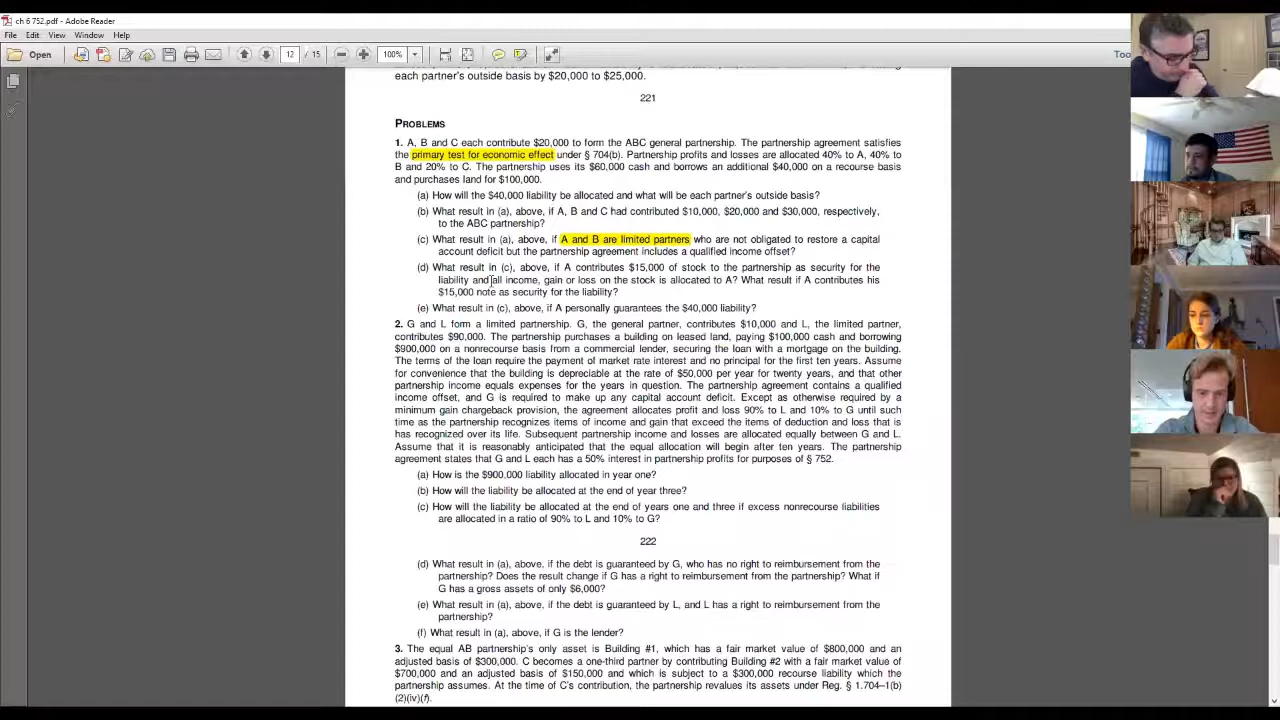 ch 6 752.pdf - Adobe Reader
File Edit View Window Help
Open 12 / 15 100% Too
each partner's outside basis by $20,000 to $25,000.
221
PROBLEMS
1. A, B and C each contribute $20,000 to form the ABC general partnership. The partnership agreement satisfies
the primary test for economic effect under § 704(b). Partnership profits and losses are allocated 40% to A, 40% to
B and 20% to C. The partnership uses its $60,000 cash and borrows an additional $40,000 on a recourse basis
and purchases land for $100,000.
(a) How will the $40,000 liability be allocated and what will be each partner's outside basis?
(b) What result in (a), above, if A, B and C had contributed $10,000, $20,000 and $30,000, respectively,
to the ABC partnership?
(c) What result in (a), above, if A and B are limited partners who are not obligated to restore a capital
account deficit but the partnership agreement includes a qualified income offset?
(d) What result in (c), above, if A contributes $15,000 of stock to the partnership as security for the
liability and all income, gain or loss on the stock is allocated to A? What result if A contributes his
$15,000 note as security for the liability?
(e) What result in (c), above, if A personally guarantees the $40,000 liability?
2. G and L form a limited partnership. G, the general partner, contributes $10,000 and L, the limited partner,
contributes $90,000. The partnership purchases a building on leased land, paying $100,000 cash and borrowing
$900,000 on a nonrecourse basis from a commercial lender, securing the loan with a mortgage on the building.
The terms of the loan require the payment of market rate interest and no principal for the first ten years. Assume
for convenience that the building is depreciable at the rate of $50,000 per year for twenty years, and that other
partnership income equals expenses for the years in question. The partnership agreement contains a qualified
income offset, and G is required to make up any capital account deficit. Except as otherwise required by a
minimum gain chargeback provision, the agreement allocates profit and loss 90% to L and 10% to G until such
time as the partnership recognizes items of income and gain that exceed the items of deduction and loss that is
has recognized over its life. Subsequent partnership income and losses are allocated equally between G and L.
Assume that it is reasonably anticipated that the equal allocation will begin after ten years. The partnership
agreement states that G and L each has a 50% interest in partnership profits for purposes of § 752.
(a) How is the $900,000 liability allocated in year one?
(b) How will the liability be allocated at the end of year three?
(c) How will the liability be allocated at the end of years one and three if excess nonrecourse liabilities
are allocated in a ratio of 90% to L and 10% to G?
222
(d) What result in (a), above, if the debt is guaranteed by G, who has no right to reimbursement from the
partnership? Does the result change if G has a right to reimbursement from the partnership? What if
G has a gross assets of only $6,000?
(e) What result in (a), above, if the debt is guaranteed by L, and L has a right to reimbursement from the
partnership?
(f) What result in (a), above, if G is the lender?
3. The equal AB partnership's only asset is Building #1, which has a fair market value of $800,000 and an
adjusted basis of $300,000. C becomes a one-third partner by contributing Building #2 with a fair market value of
$700,000 and an adjusted basis of $150,000 and which is subject to a $300,000 recourse liability which the
partnership assumes. At the time of C's contribution, the partnership revalues its assets under Reg. § 1.704–1(b)
(2)(iv)(f).